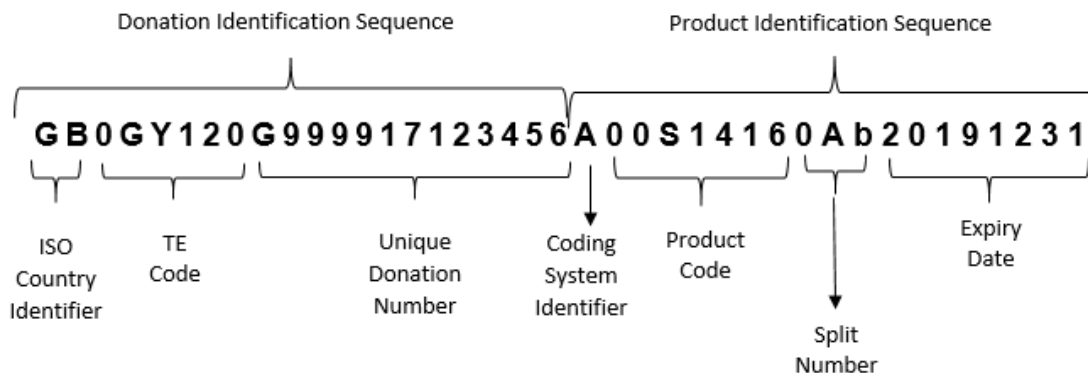 Donation Identification Sequence
Product Identification Sequence
GB0GY120G999917123456A00S14160Ab20191231
ISO
Country
Identifier
TE
Code
Unique
Donation
Number
Coding
System
Identifier
Product
Code
Split
Number
Expiry
Date